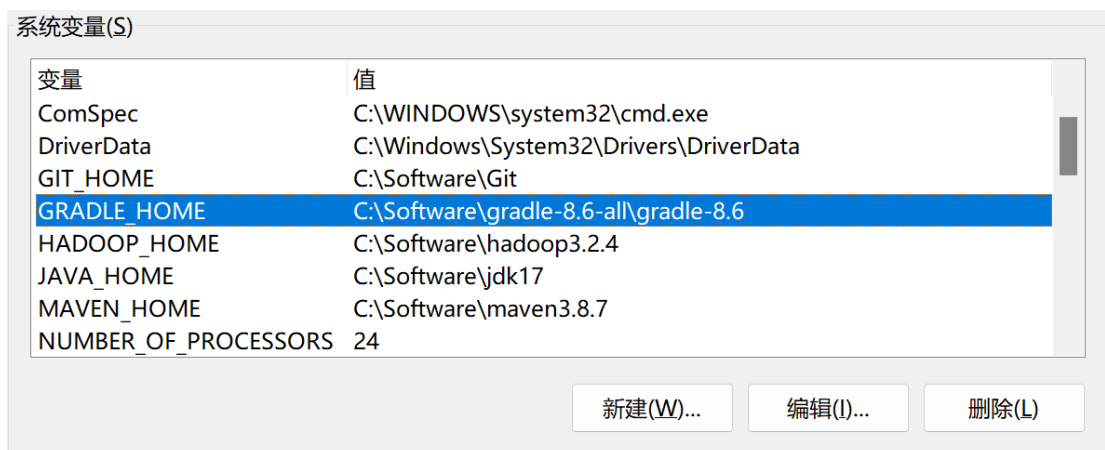 系统变量(S)
变量 值
ComSpec C:\WINDOWS\system32\cmd.exe
DriverData C:\Windows\System32\Drivers\DriverData
GIT_HOME C:\Software\Git
GRADLE_HOME C:\Software\gradle-8.6-all\gradle-8.6
HADOOP_HOME C:\Software\hadoop3.2.4
JAVA_HOME C:\Software\jdk17
MAVEN_HOME C:\Software\maven3.8.7
NUMBER_OF_PROCESSORS 24
新建(W)... 编辑(I)... 删除(L)